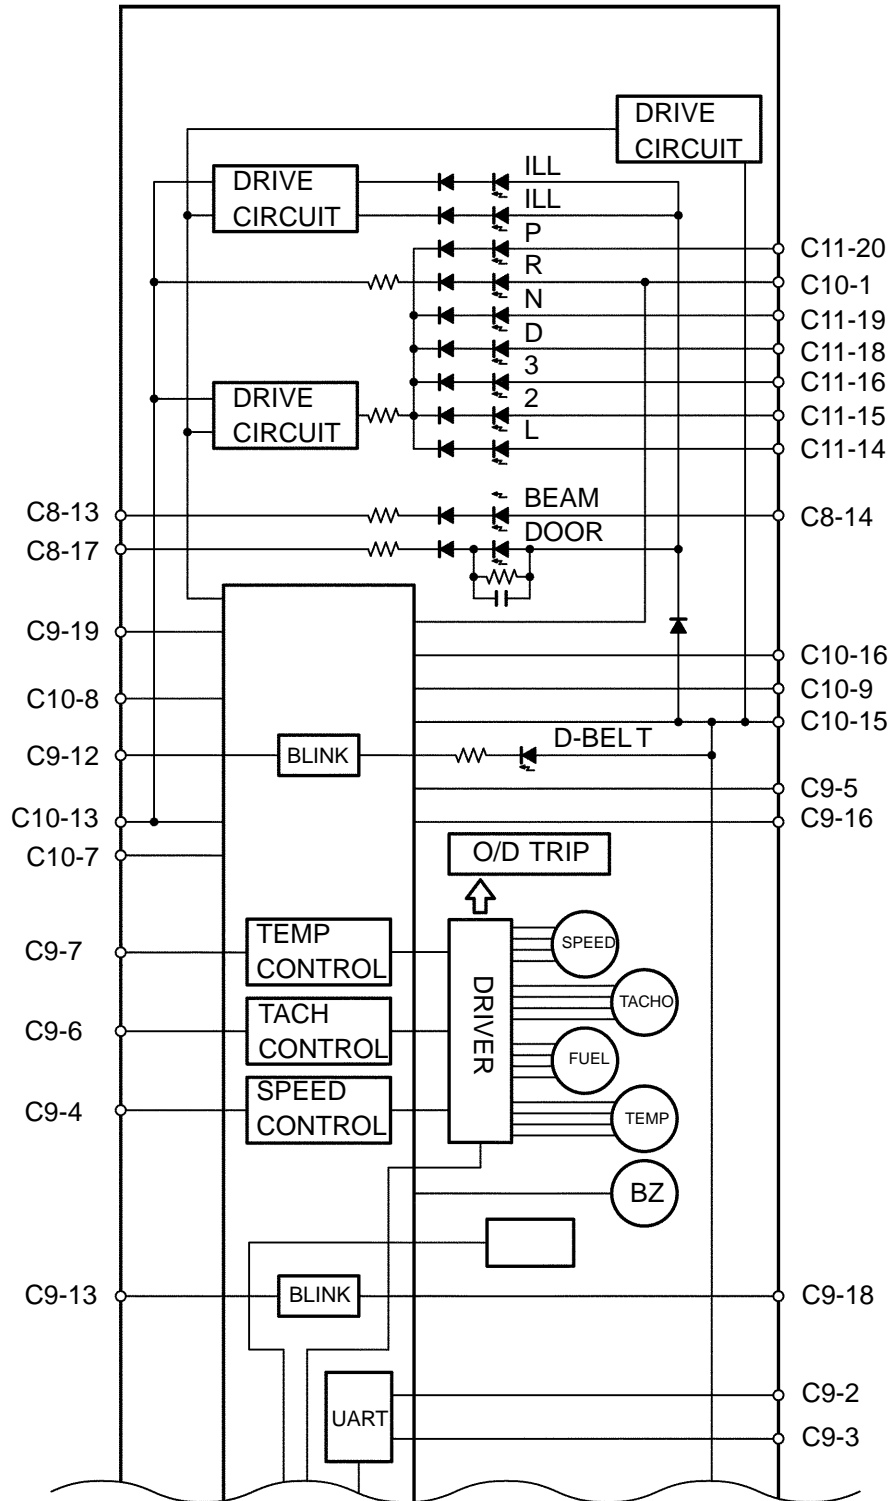 DRIVE
CIRCUIT
DRIVE
CIRCUIT
ILL
ILL
P
C11-20
R
C10-1
N
C11-19
D
C11-18
3
C11-16
DRIVE
CIRCUIT
2
C11-15
L
C11-14
C8-13
BEAM
C8-14
C8-17
DOOR
C9-19
C10-16
C10-8
C10-9
C10-15
C9-12
BLINK
D-BELT
C9-5
C10-13
C9-16
C10-7
O/D TRIP
C9-7
TEMP
CONTROL
SPEED
DRIVER
C9-6
TACH
CONTROL
TACHO
FUEL
C9-4
SPEED
CONTROL
TEMP
BZ
C9-13
BLINK
C9-18
UART
C9-2
C9-3